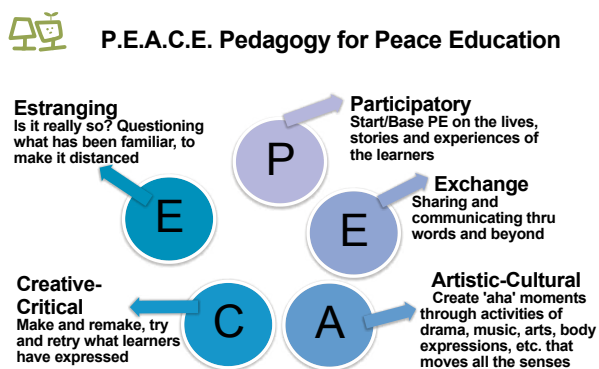 P.E.A.C.E. Pedagogy for Peace Education
P
Participatory
Start/Base PE on the lives,
stories and experiences of
the learners
E
Exchange
Sharing and
communicating thru
words and beyond
A
Artistic-Cultural
Create 'aha' moments
through activities of
drama, music, arts, body
expressions, etc. that
moves all the senses
C
Creative-
Critical
Make and remake, try
and retry what learners
have expressed
E
Estranging
Is it really so? Questioning
what has been familiar, to
make it distanced